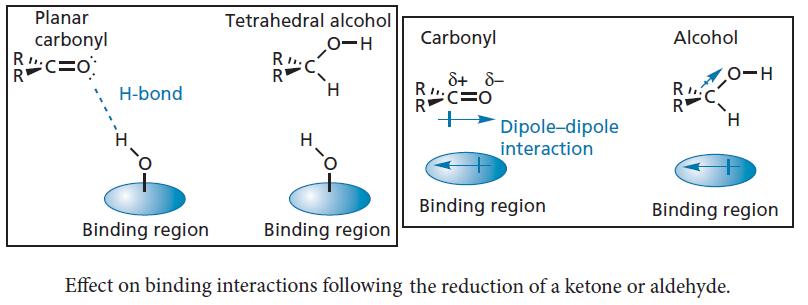 Planar
carbonyl
R
R
C=O
H-bond
H
O
Binding region
Tetrahedral alcohol
O–H
R
R
C
H
H
O
Binding region
Carbonyl
δ+ δ–
R
R
C=O
Dipole–dipole
interaction
Binding region
Alcohol
O–H
R
R
C
H
Binding region
Effect on binding interactions following the reduction of a ketone or aldehyde.